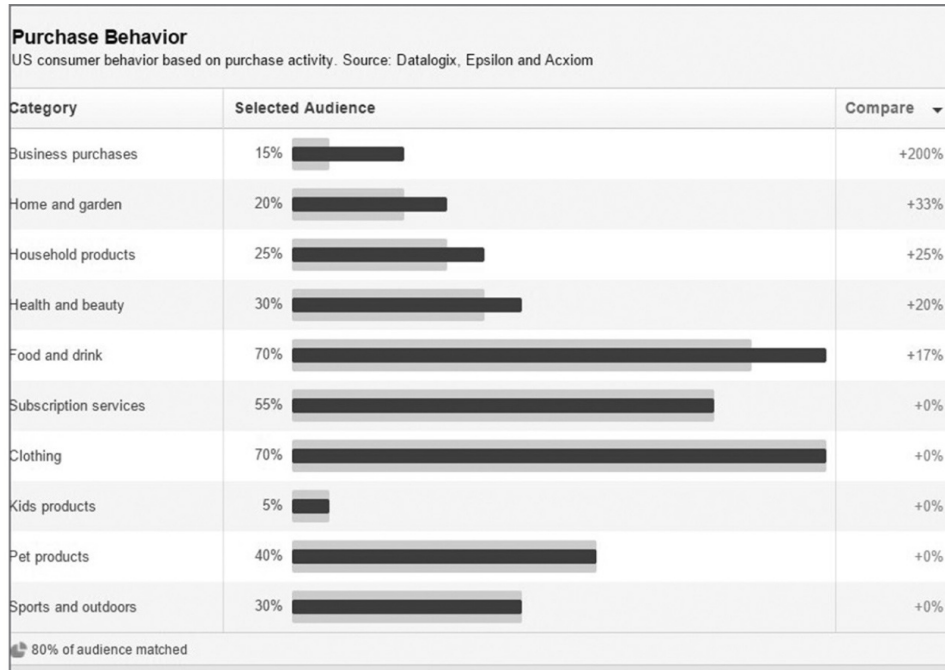 Purchase Behavior
US consumer behavior based on purchase activity. Source: Datalogix, Epsilon and Acxiom
Category Selected Audience Compare
Business purchases 15% +200%
Home and garden 20% +33%
Household products 25% +25%
Health and beauty 30% +20%
Food and drink 70% +17%
Subscription services 55% +0%
Clothing 70% +0%
Kids products 5% +0%
Pet products 40% +0%
Sports and outdoors 30% +0%
80% of audience matched